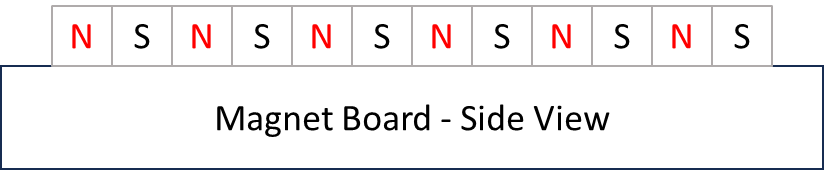 N S N S N S N S N S N S
Magnet Board - Side View